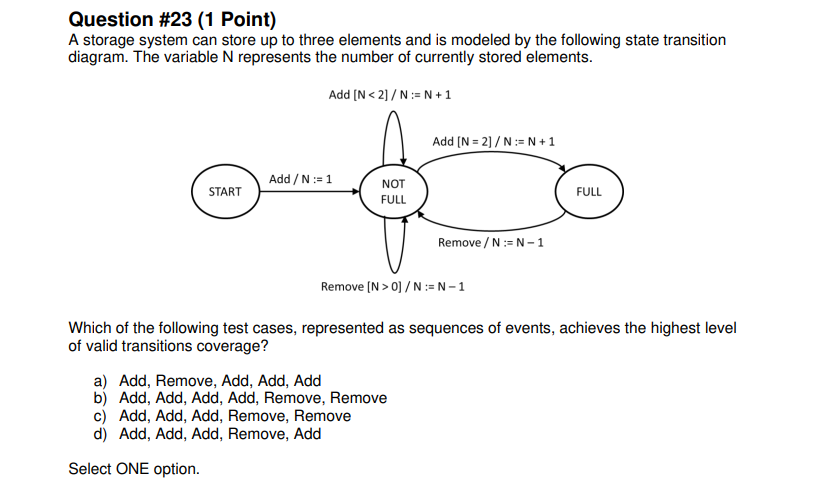 Question #23 (1 Point)
A storage system can store up to three elements and is modeled by the following state transition
diagram. The variable N represents the number of currently stored elements.
Add [N < 2] / N := N + 1
Add [N = 2] / N := N + 1
Add / N := 1
START
NOT
FULL
FULL
Remove / N := N – 1
Remove [N > 0] / N := N – 1
Which of the following test cases, represented as sequences of events, achieves the highest level
of valid transitions coverage?
a) Add, Remove, Add, Add, Add
b) Add, Add, Add, Add, Remove, Remove
c) Add, Add, Add, Remove, Remove
d) Add, Add, Add, Remove, Add
Select ONE option.